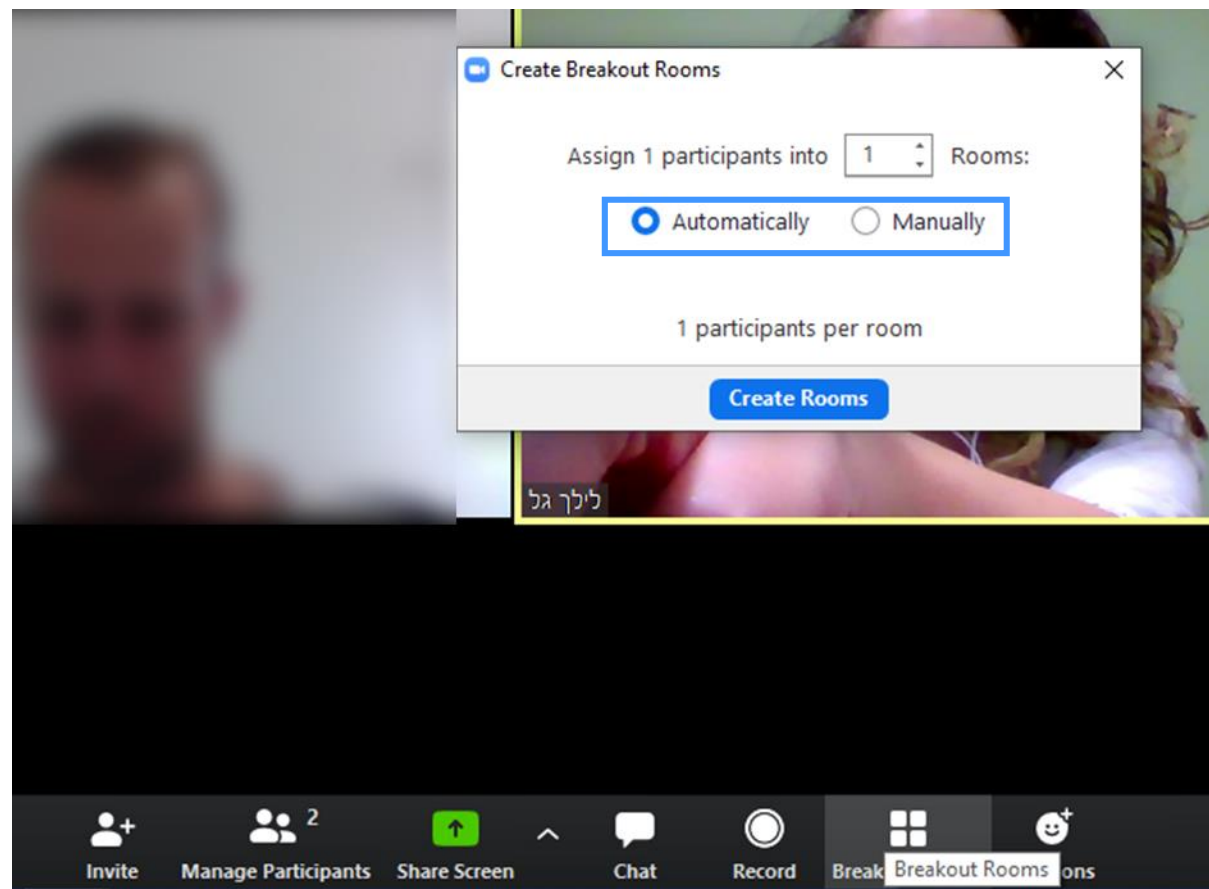 Create Breakout Rooms
Assign 1 participants into 1 Rooms:
Automatically Manually
1 participants per room
Create Rooms
לילך גל
2
Invite Manage Participants Share Screen Chat Record Break Breakout Rooms ons